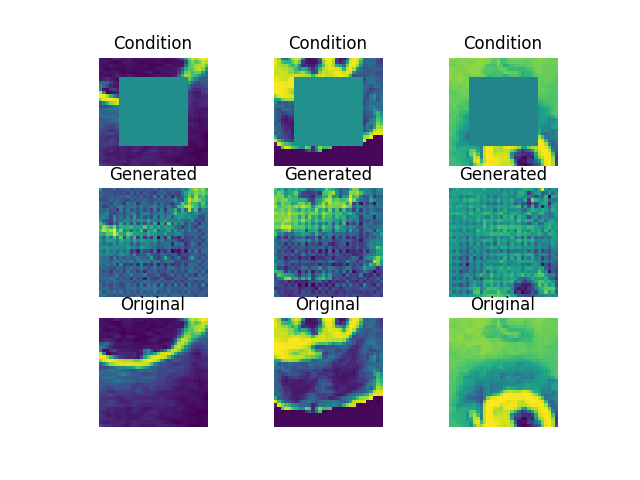 Condition Condition Condition
Generated Generated Generated
Original Original Original